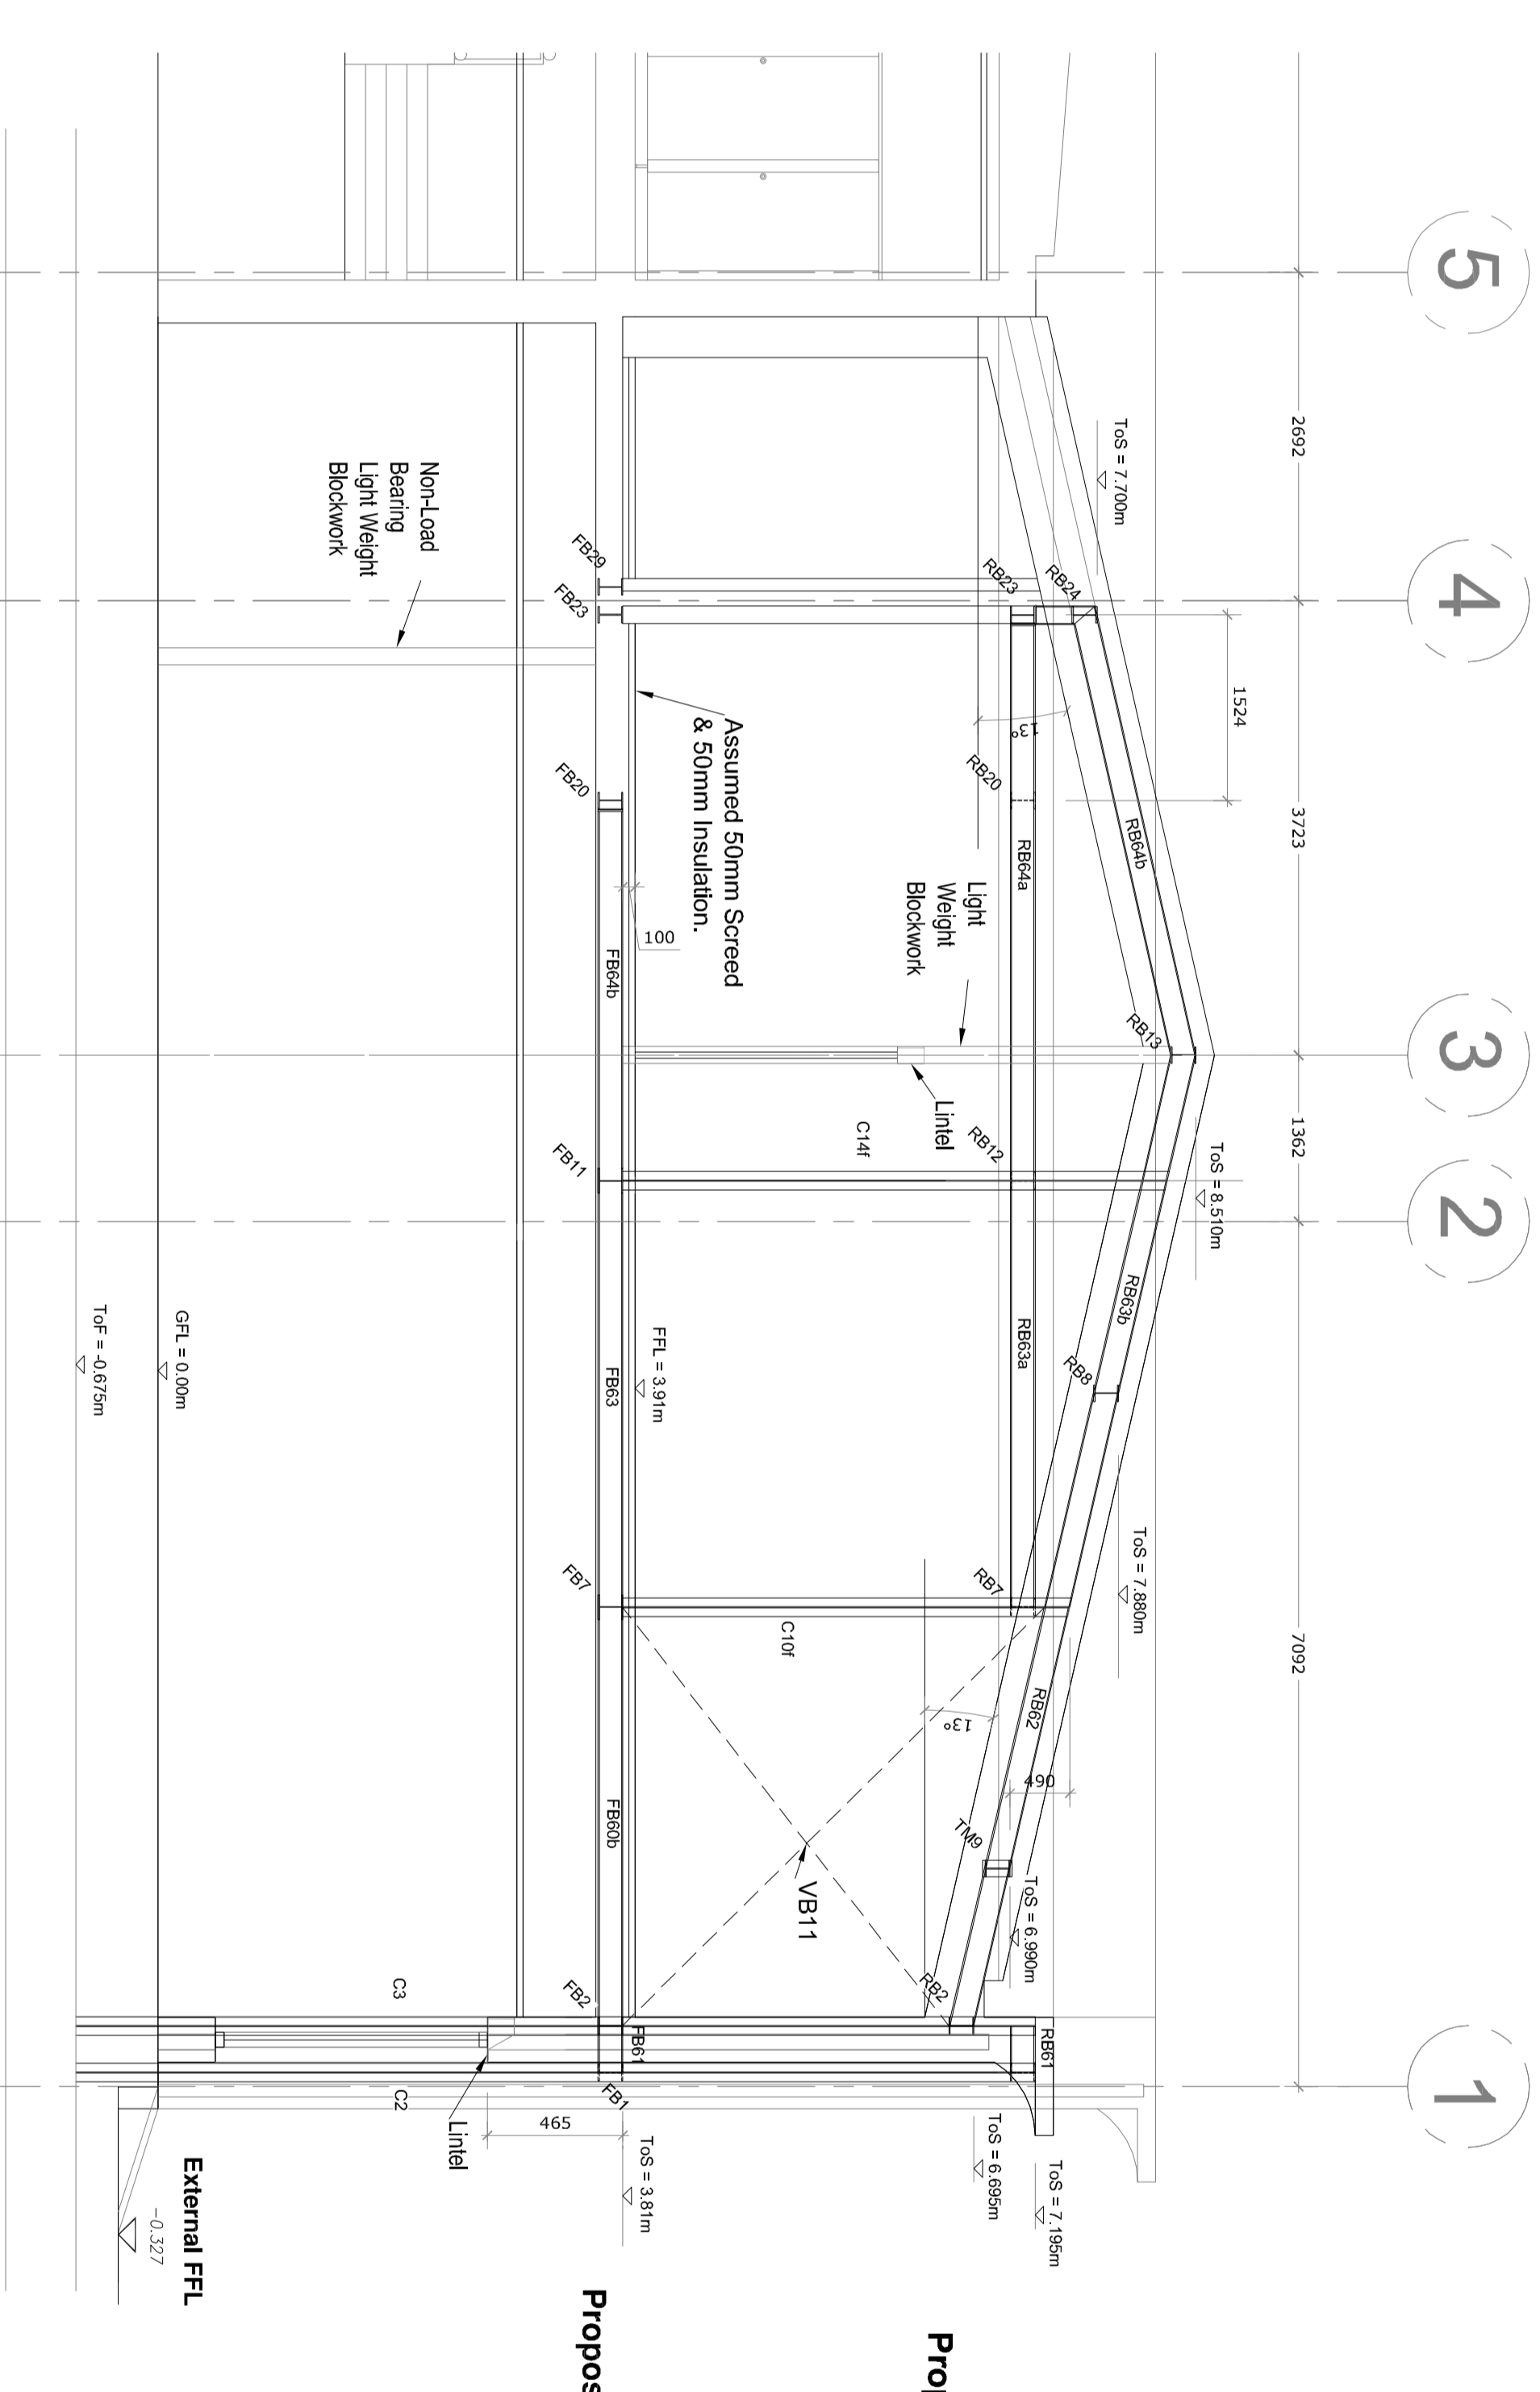 5
4
3
2
1
2692
3723
1362
7092
1524
ToS = 7.700m
ToS = 8.510m
ToS = 7.880m
ToS = 6.990m
ToS = 7.195m
ToS = 6.695m
RB24
RB23
RB64b
RB13
RB63b
RB8
RB62
490
TM9
RB2
RB61
13°
RB20
RB64a
RB12
RB63a
RB7
13°
Light
Weight
Blockwork
Lintel
C14f
C10f
VB11
Assumed 50mm Screed
& 50mm Insulation.
100
FFL = 3.91m
FB29
FB23
FB20
FB64b
FB11
FB63
FB7
FB60b
FB2
FB61
FB1
ToS = 3.81m
465
Lintel
Non-Load
Bearing
Light Weight
Blockwork
C3
C2
GFL = 0.00m
ToF = -0.675m
External FFL
-0.327